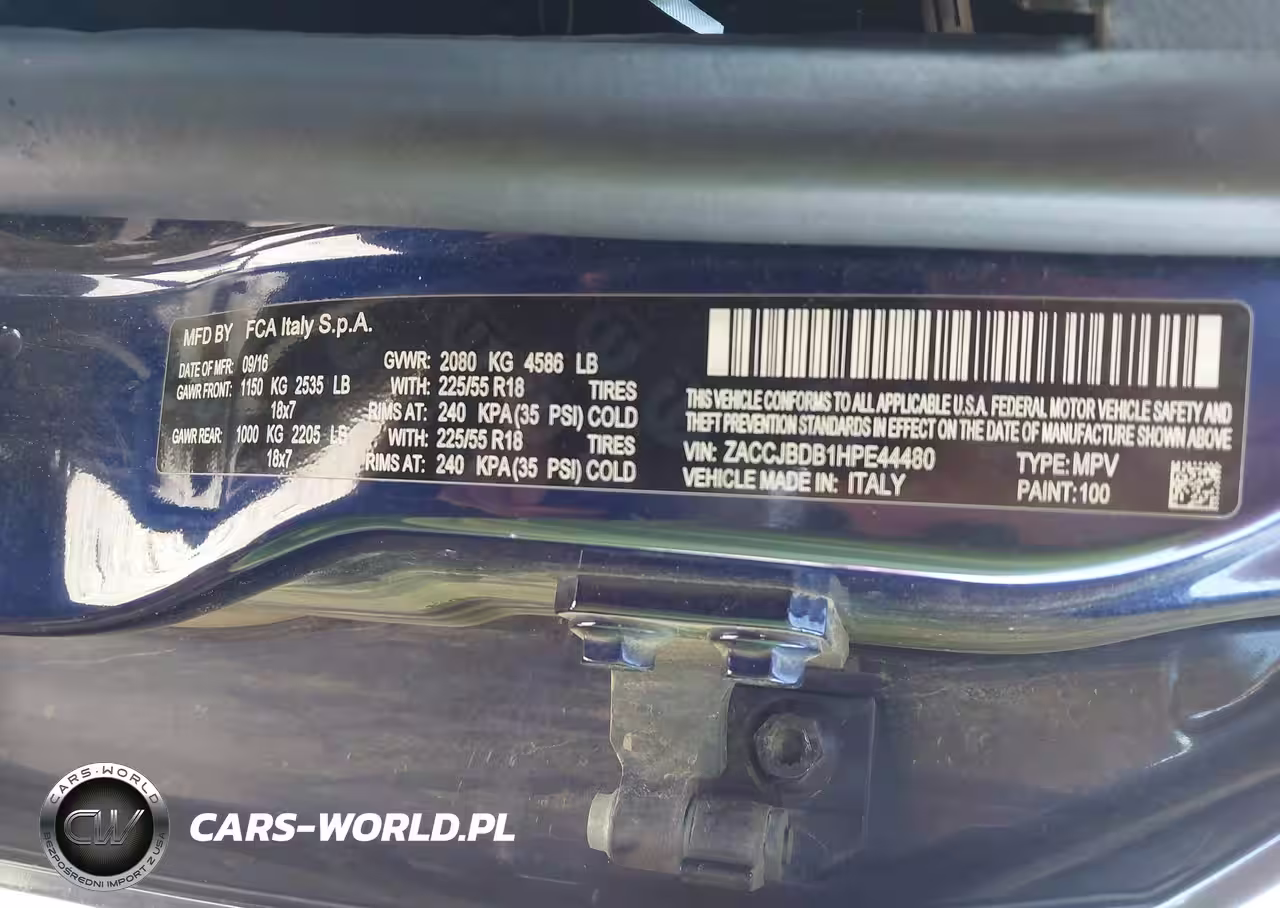 MFD BY FCA Italy S.p.A.
DATE OF MFR: 09/16 GVWR: 2080 KG 4586 LB
GAWR FRONT: 1150 KG 2535 LB WITH: 225/55 R18 TIRES
18x7 RIMS AT: 240 KPA(35 PSI) COLD
GAWR REAR: 1000 KG 2205 LB WITH: 225/55 R18 TIRES
18x7 RIMS AT: 240 KPA(35 PSI) COLD
THIS VEHICLE CONFORMS TO ALL APPLICABLE U.S.A. FEDERAL MOTOR VEHICLE SAFETY AND
THEFT PREVENTION STANDARDS IN EFFECT ON THE DATE OF MANUFACTURE SHOWN ABOVE
VIN: ZACCJBDB1HPE44480 TYPE: MPV
VEHICLE MADE IN: ITALY PAINT: 100
CARS-WORLD
CW
BEZPOŚREDNI IMPORT Z USA
CARS-WORLD.PL